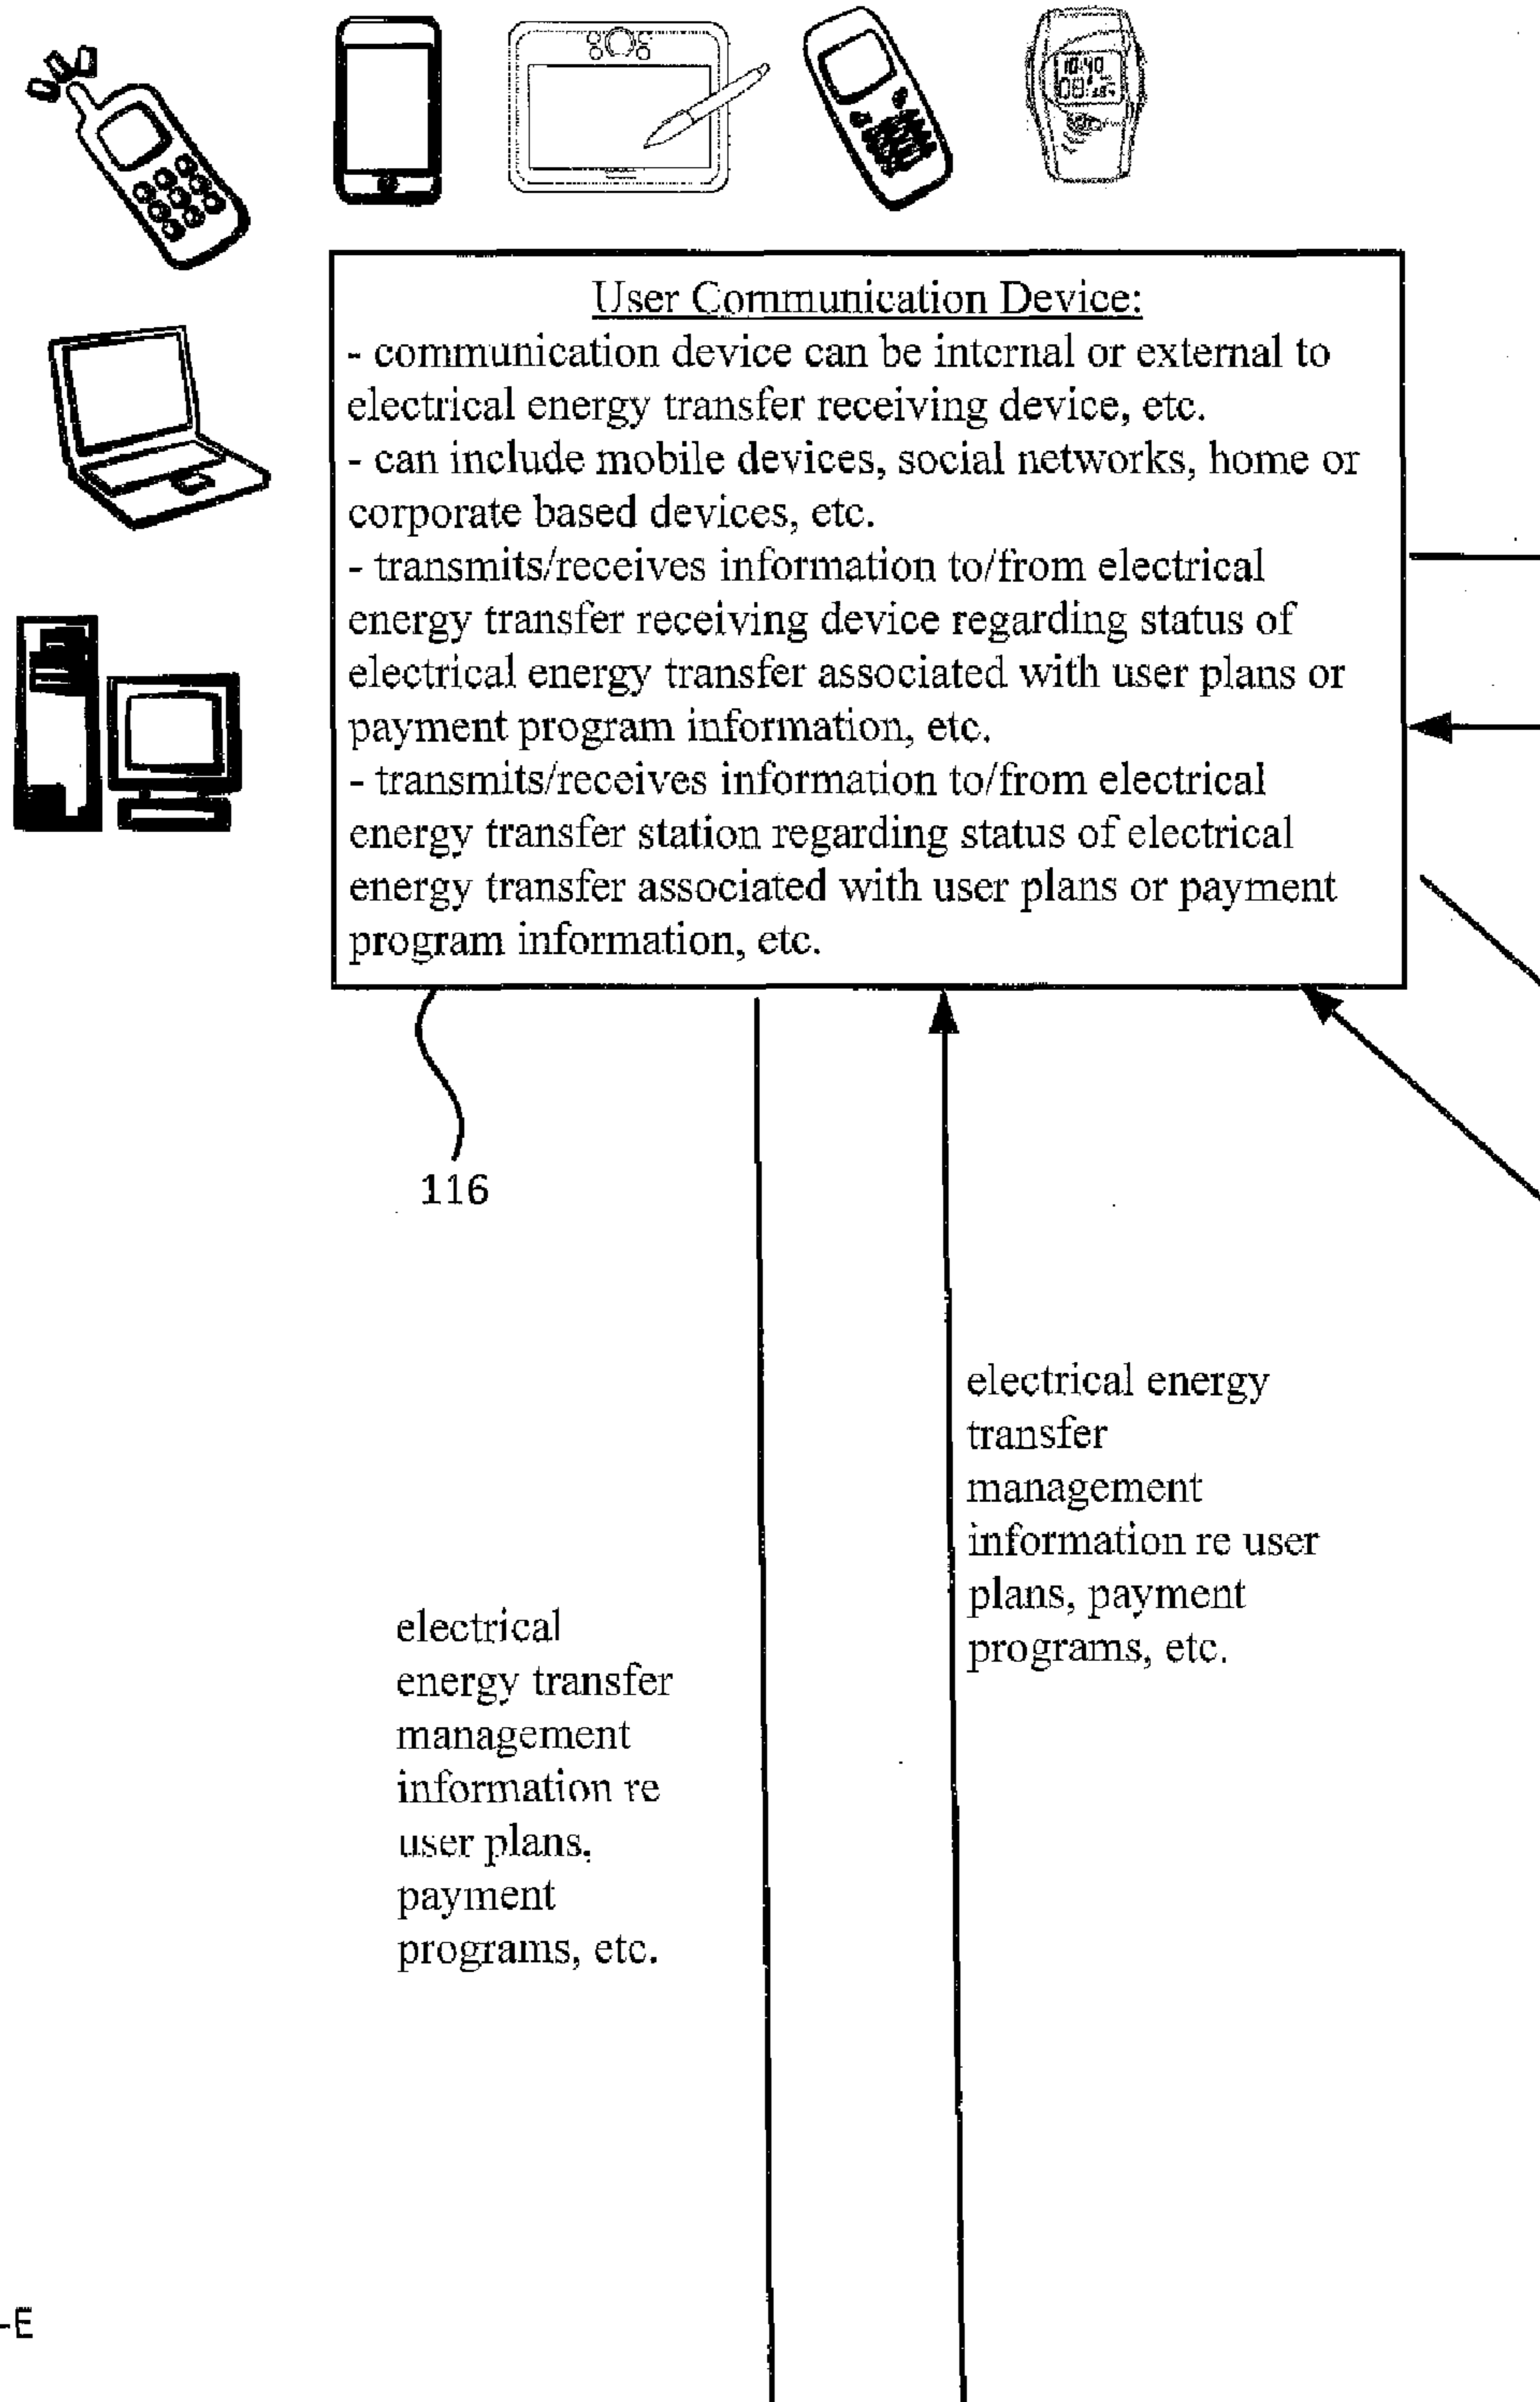 10:40
User Communication Device:
- communication device can be internal or external to
electrical energy transfer receiving device, etc.
- can include mobile devices, social networks, home or
corporate based devices, etc.
- transmits/receives information to/from electrical
energy transfer receiving device regarding status of
electrical energy transfer associated with user plans or
payment program information, etc.
- transmits/receives information to/from electrical
energy transfer station regarding status of electrical
energy transfer associated with user plans or payment
program information, etc.
116
electrical energy
transfer
management
information re user
plans, payment
programs, etc.
electrical
energy transfer
management
information re
user plans,
payment
programs, etc.
-E